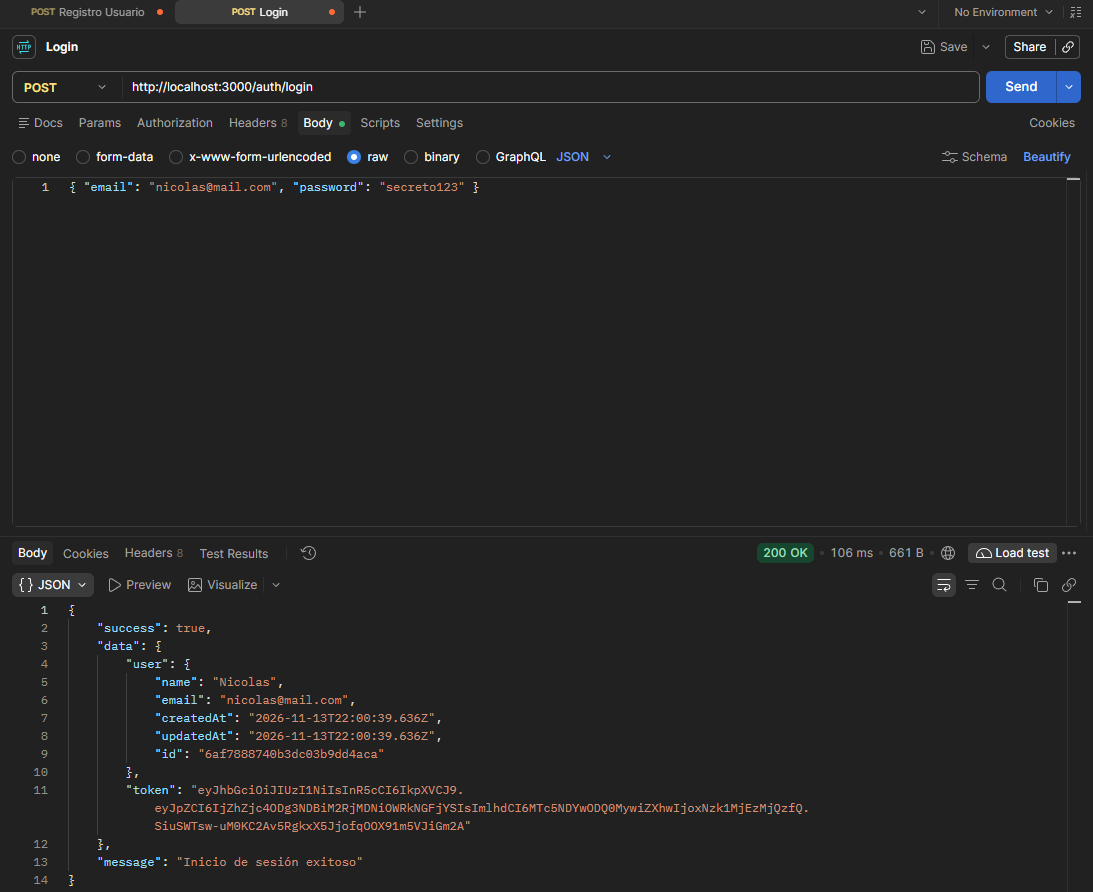 POST Registro Usuario
POST Login
No Environment
HTTP Login
Save
Share
POST http://localhost:3000/auth/login
Send
Docs Params Authorization Headers 8 Body Scripts Settings Cookies
none form-data x-www-form-urlencoded raw binary GraphQL JSON Schema Beautify
1 { "email": "nicolas@mail.com", "password": "secreto123" }
Body Cookies Headers 8 Test Results 200 OK • 106 ms • 661 B • Load test
{} JSON Preview Visualize
1 {
2 "success": true,
3 "data": {
4 "user": {
5 "name": "Nicolas",
6 "email": "nicolas@mail.com",
7 "createdAt": "2026-11-13T22:00:39.636Z",
8 "updatedAt": "2026-11-13T22:00:39.636Z",
9 "id": "6af7888740b3dc03b9dd4aca"
10 },
11 "token": "eyJhbGciOiJIUzI1NiIsInR5cCI6IkpXVCJ9.
eyJpZCI6IjZhZjc4ODg3NDBiM2RjMDNiOWRkNGFjYSIsImlhdCI6MTc5NDYwODQ0MywiZXhwIjoxNzk1MjEzMjQzfQ.
SiuSWTsw-uM0KC2Av5RgkxX5JjofqOOX91m5VJiGm2A"
12 },
13 "message": "Inicio de sesión exitoso"
14 }